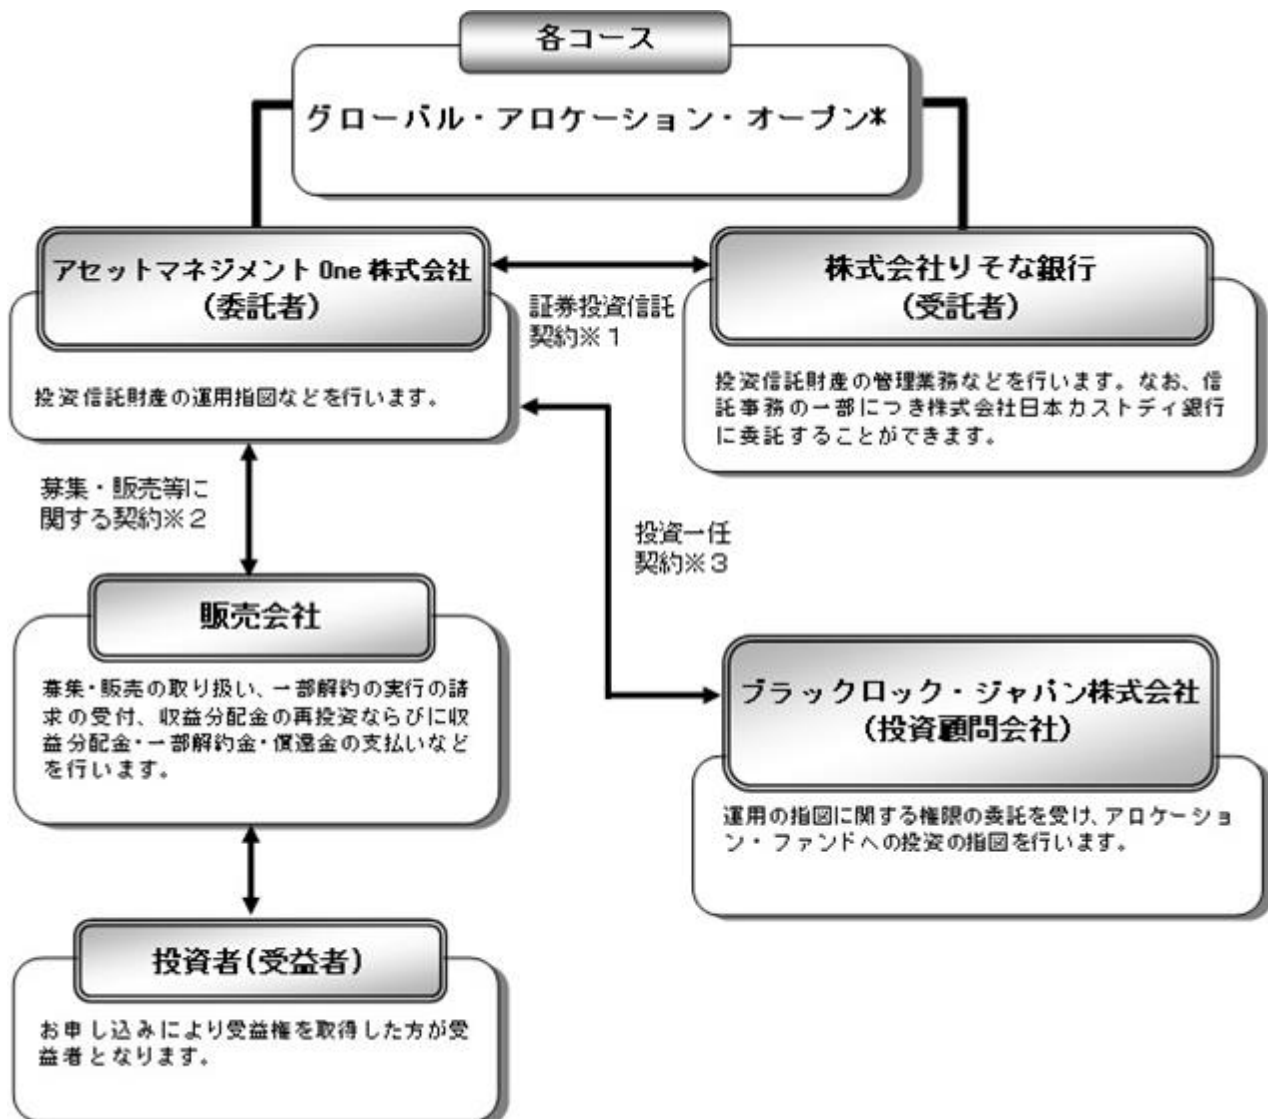 各コース
グローバル・アロケーション・オープン*
アセットマネジメント One 株式会社
(委託者)
投資信託財産の運用指図などを行います。
証券投資信託
契約※1
株式会社りそな銀行
(受託者)
投資信託財産の管理業務などを行います。なお、信
託事務の一部につき株式会社日本カストディ銀行
に委託することができます。
募集・販売等に
関する契約※2
投資一任
契約※3
販売会社
募集・販売の取り扱い、一部解約の実行の請
求の受付、収益分配金の再投資ならびに収
益分配金・一部解約金・償還金の支払いなど
を行います。
ブラックロック・ジャパン株式会社
(投資顧問会社)
運用の指図に関する権限の委託を受け、アロケーショ
ン・ファンドへの投資の指図を行います。
投資者(受益者)
お申し込みにより受益権を取得した方が受
益者となります。